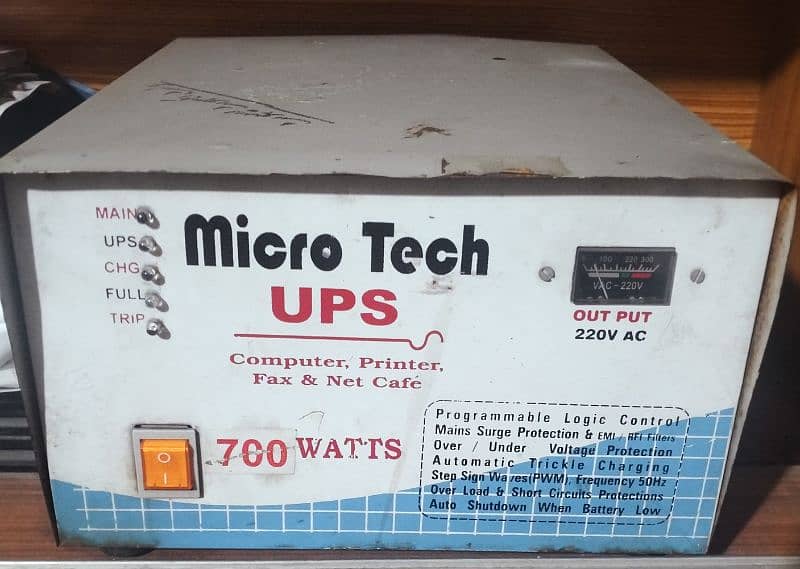 MAIN
UPS
CHG
FULL
TRIP
Micro Tech
UPS
Computer, Printer,
Fax & Net Cafe
700 WATTS
100 220 300
VAC-220V
OUT PUT
220V AC
Programmable Logic Control
Mains Surge Protection & EMI / RFI Filters
Over / Under Voltage Protection
Automatic Trickle Charging
Step Sign Waves(PWM), Frequency 50Hz
Over Load & Short Circuits Protections
Auto Shutdown When Battery Low